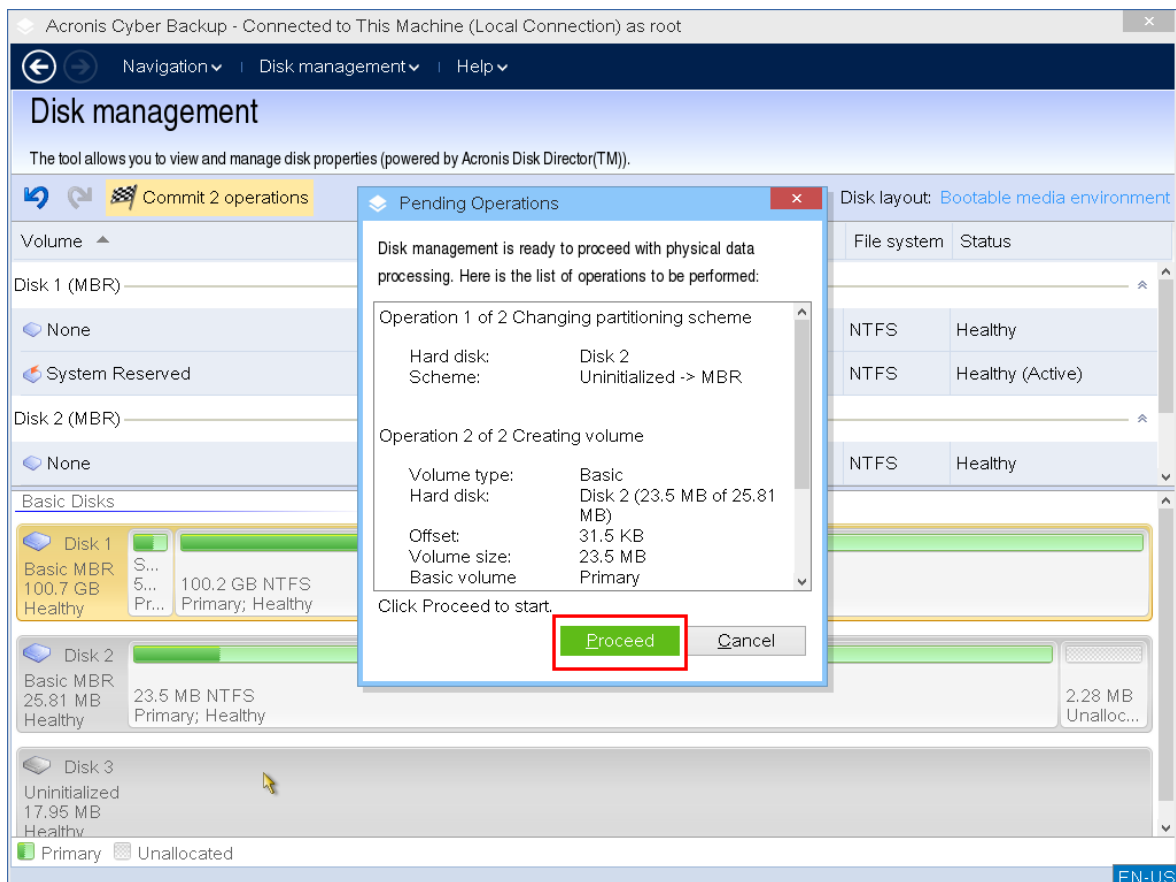 Acronis Cyber Backup - Connected to This Machine (Local Connection) as root
Navigation Disk management Help
Disk management
The tool allows you to view and manage disk properties (powered by Acronis Disk Director(TM)).
Commit 2 operations
Disk layout: Bootable media environment
Volume File system Status
Disk 1 (MBR)
None NTFS Healthy
System Reserved NTFS Healthy (Active)
Disk 2 (MBR)
None NTFS Healthy
Pending Operations
Disk management is ready to proceed with physical data
processing. Here is the list of operations to be performed:
Operation 1 of 2 Changing partitioning scheme
Hard disk: Disk 2
Scheme: Uninitialized -> MBR
Operation 2 of 2 Creating volume
Volume type: Basic
Hard disk: Disk 2 (23.5 MB of 25.81
MB)
Offset: 31.5 KB
Volume size: 23.5 MB
Basic volume Primary
Click Proceed to start.
Proceed Cancel
Basic Disks
Disk 1
Basic MBR
100.7 GB
Healthy
S...
5...
Pr...
100.2 GB NTFS
Primary; Healthy
Disk 2
Basic MBR
25.81 MB
Healthy
23.5 MB NTFS
Primary; Healthy
2.28 MB
Unalloc...
Disk 3
Uninitialized
17.95 MB
Healthy
Primary Unallocated
EN-US